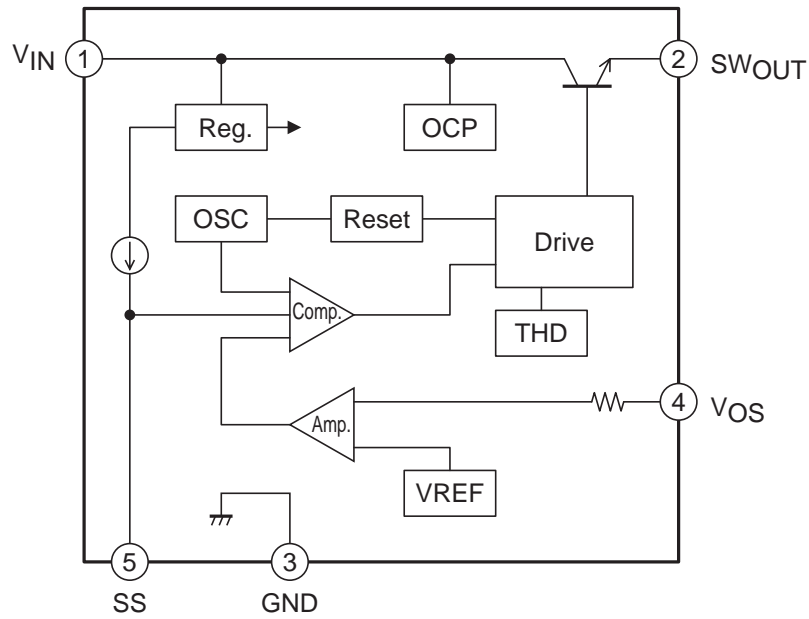 VIN
1
2
SWOUT
Reg.
OCP
OSC
Reset
Drive
Comp.
THD
Amp.
4
VOS
VREF
5
3
SS
GND